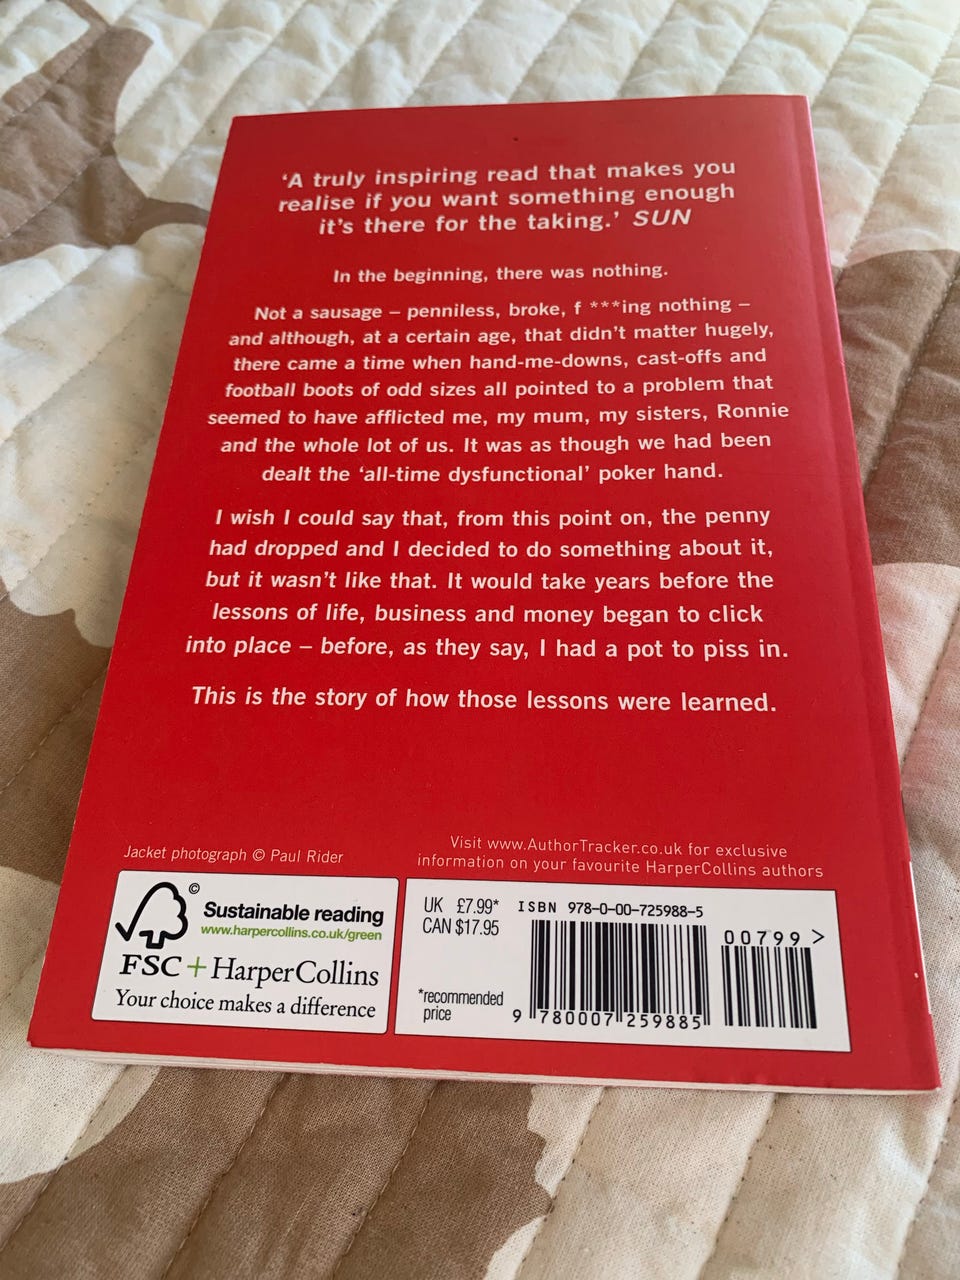 ‘A truly inspiring read that makes you
realise if you want something enough
it’s there for the taking.’ SUN
In the beginning, there was nothing.
Not a sausage – penniless, broke, f ***ing nothing –
and although, at a certain age, that didn’t matter hugely,
there came a time when hand-me-downs, cast-offs and
football boots of odd sizes all pointed to a problem that
seemed to have afflicted me, my mum, my sisters, Ronnie
and the whole lot of us. It was as though we had been
dealt the ‘all-time dysfunctional’ poker hand.
I wish I could say that, from this point on, the penny
had dropped and I decided to do something about it,
but it wasn’t like that. It would take years before the
lessons of life, business and money began to click
into place – before, as they say, I had a pot to piss in.
This is the story of how those lessons were learned.
Jacket photograph © Paul Rider
Visit www.AuthorTracker.co.uk for exclusive
information on your favourite HarperCollins authors
©
Sustainable reading
www.harpercollins.co.uk/green
FSC + HarperCollins
Your choice makes a difference
UK £7.99*
CAN $17.95
*recommended
price
ISBN 978-0-00-725988-5
9 780007 259885
00799 >